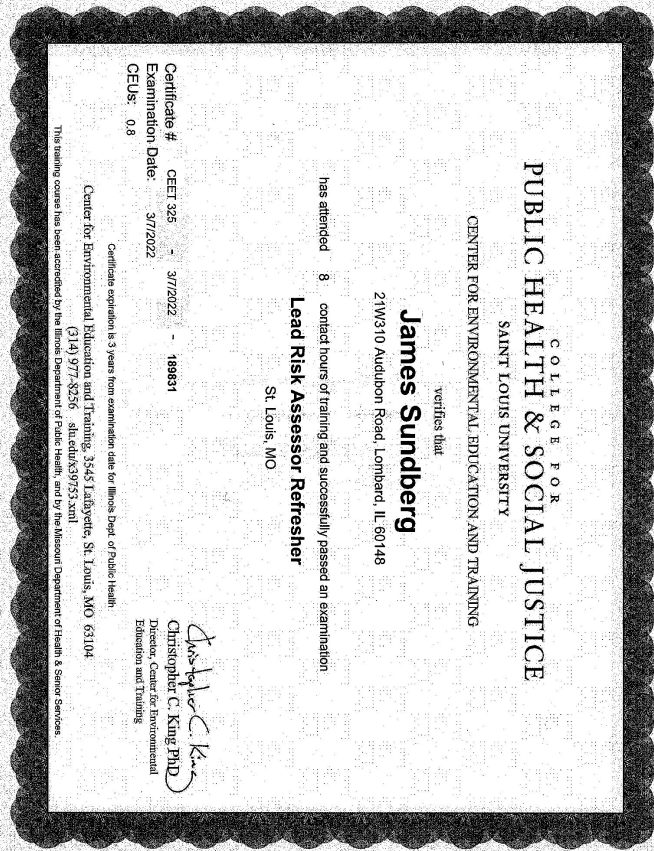 COLLEGE FOR
PUBLIC HEALTH & SOCIAL JUSTICE
SAINT LOUIS UNIVERSITY
CENTER FOR ENVIRONMENTAL EDUCATION AND TRAINING
verifies that
James Sundberg
21W310 Audubon Road, Lombard, IL 60148
has attended 8 contact hours of training and successfully passed an examination
Lead Risk Assessor Refresher
St. Louis, MO
Certificate # CEET 325 - 3/7/2022 - 189831
Examination Date: 3/7/2022
CEUs: 0.8
Christopher C. King
Christopher C. King PhD
Director, Center for Environmental
Education and Training
Certificate expiration is 3 years from examination date for Illinois Dept. of Public Health
Center for Environmental Education and Training, 3545 Lafayette, St. Louis, MO 63104
(314) 977-8256 slu.edu/x39753.xml
This training course has been accredited by the Illinois Department of Public Health, and by the Missouri Department of Health & Senior Services.